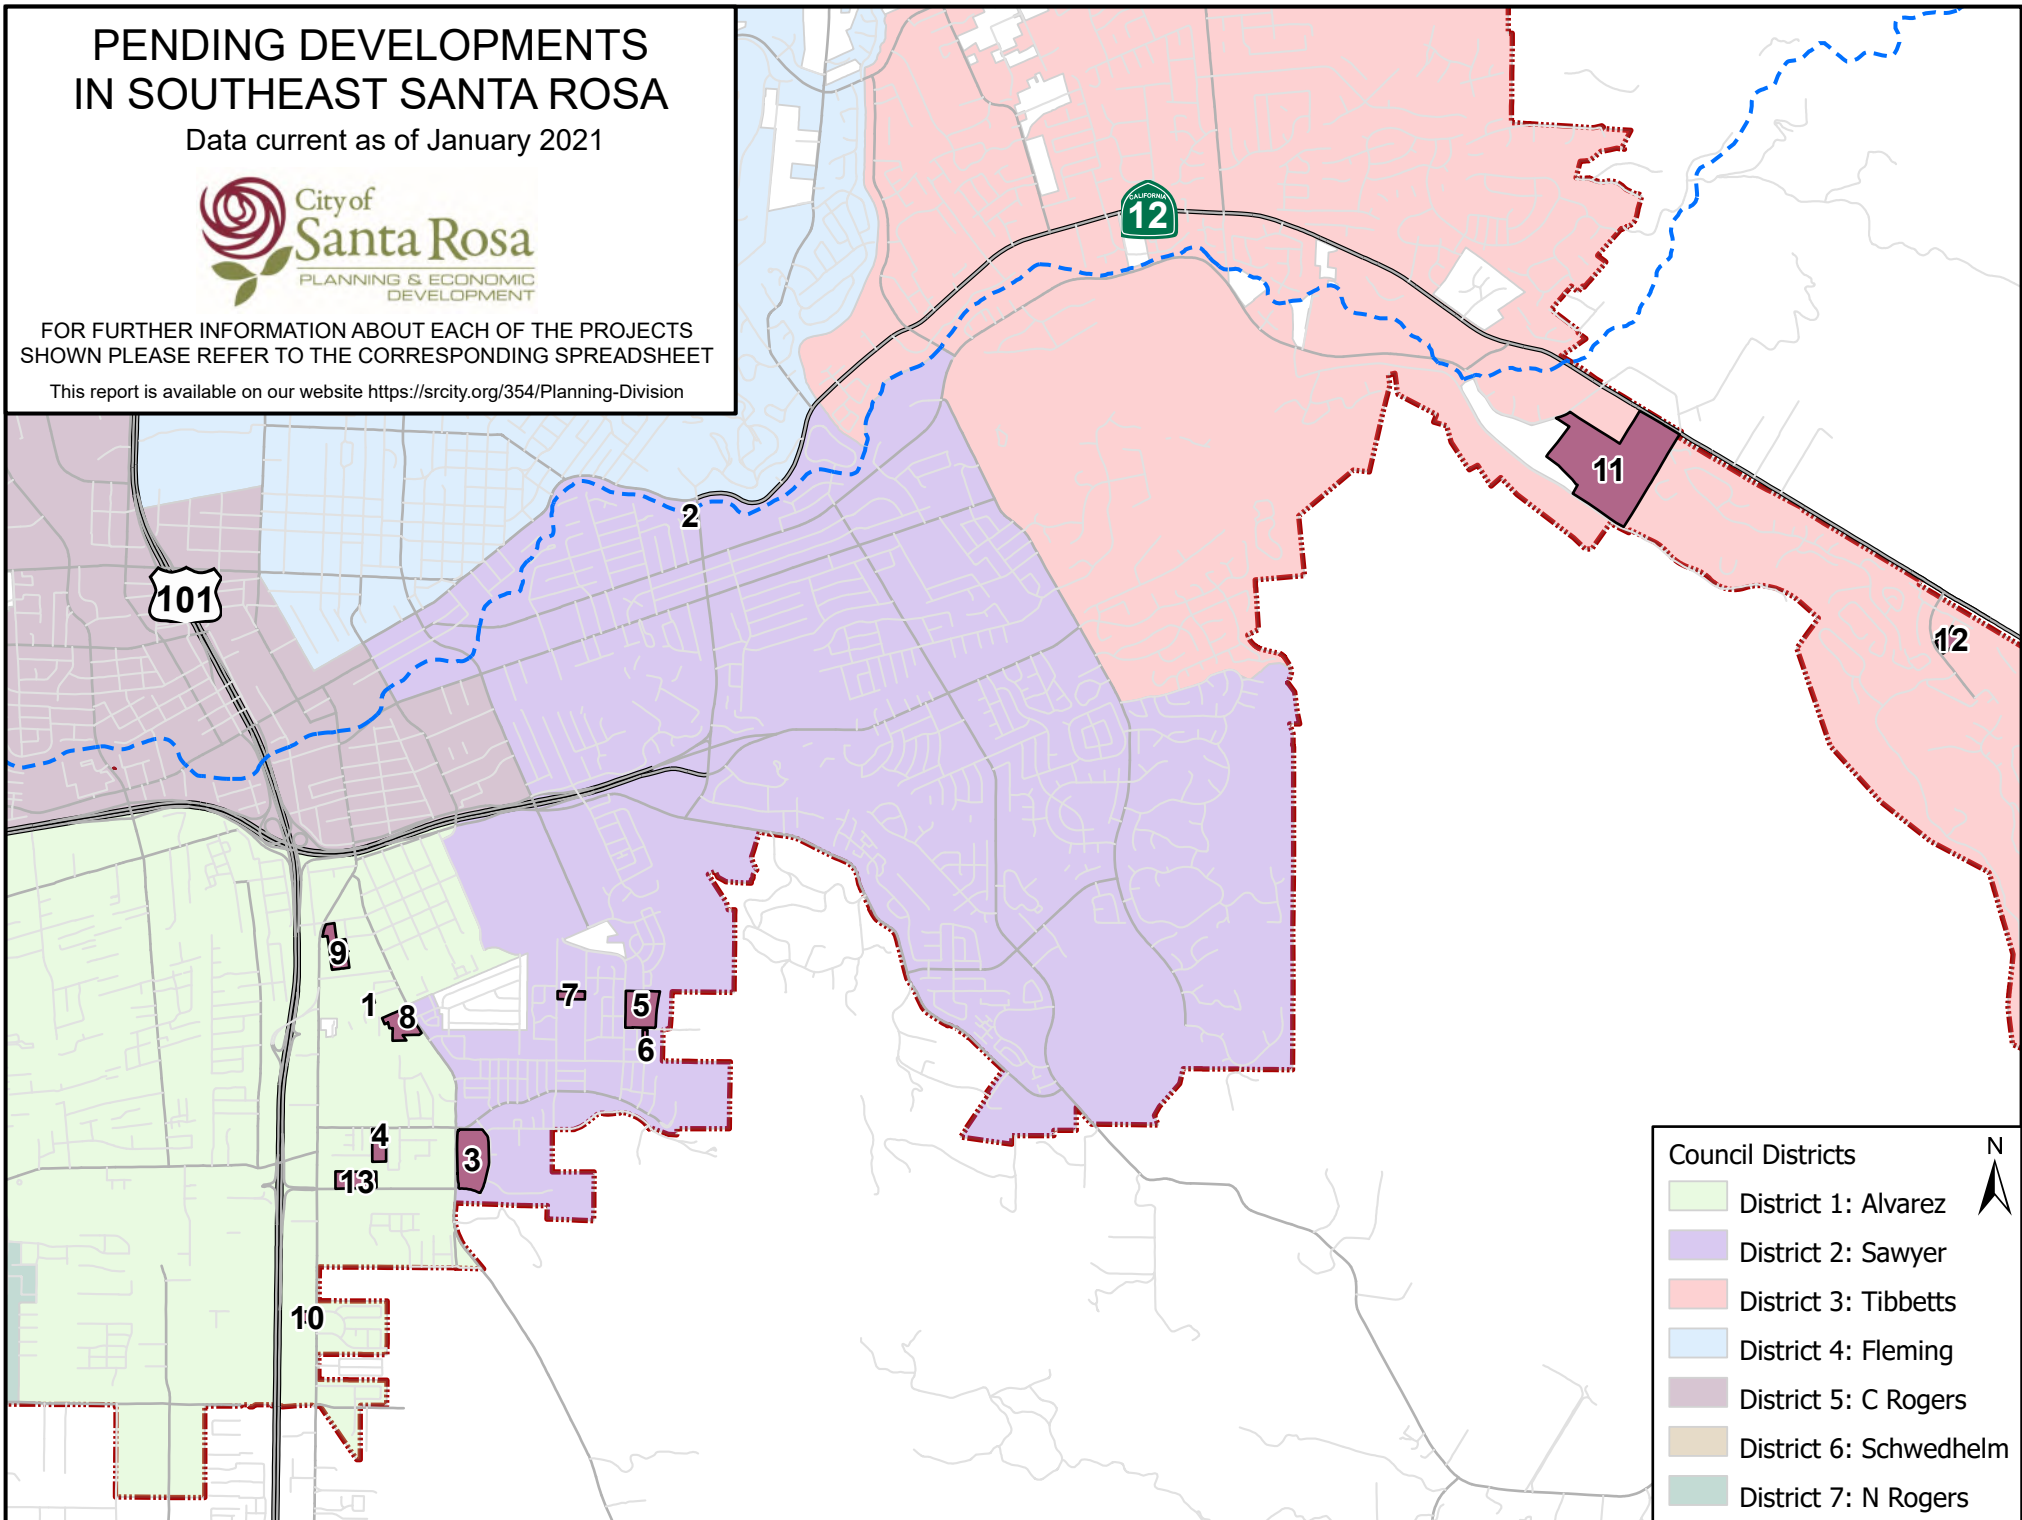 PENDING DEVELOPMENTS
IN SOUTHEAST SANTA ROSA
Data current as of January 2021
City of
Santa Rosa
PLANNING & ECONOMIC
DEVELOPMENT
FOR FURTHER INFORMATION ABOUT EACH OF THE PROJECTS
SHOWN PLEASE REFER TO THE CORRESPONDING SPREADSHEET
This report is available on our website https://srcity.org/354/Planning-Division
CALIFORNIA
12
11
2
101
12
9
1
8
7
5
6
4
13
3
10
Council Districts
N
District 1: Alvarez
District 2: Sawyer
District 3: Tibbetts
District 4: Fleming
District 5: C Rogers
District 6: Schwedhelm
District 7: N Rogers